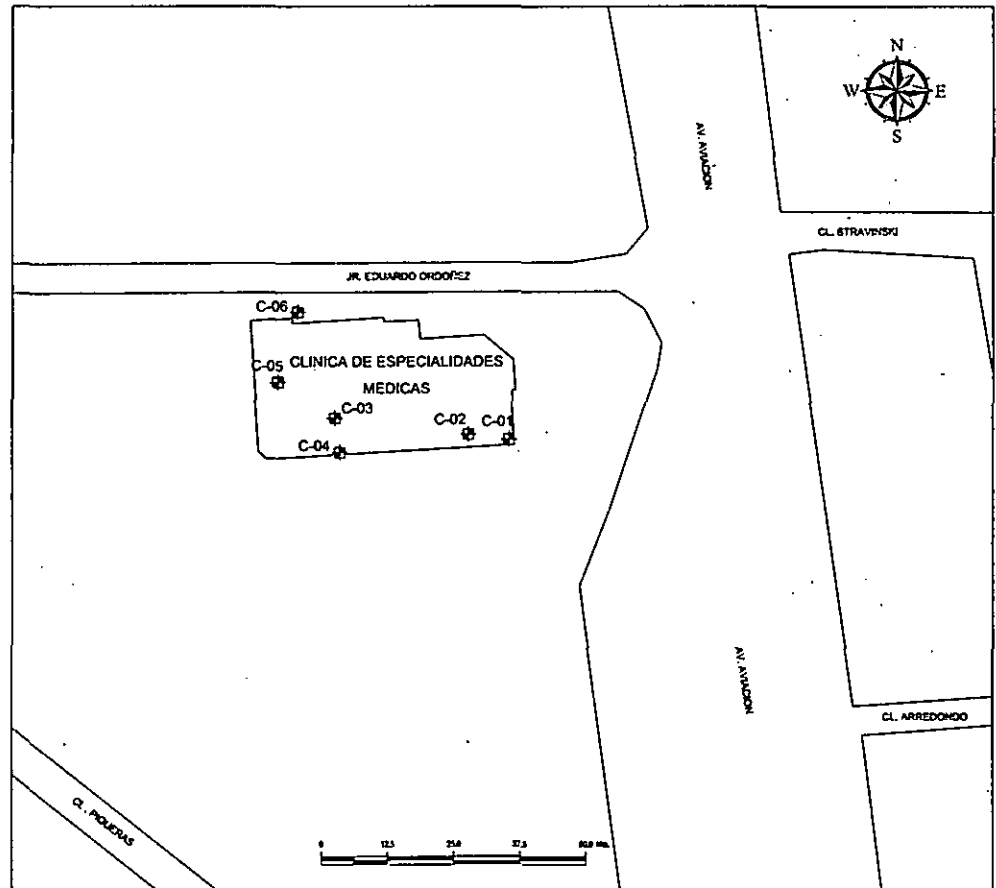 N
W E
S
AV. AVIACION
CL. STRAVINSKI
JR. EDUARDO ORDOÑEZ
C-06
CLINICA DE ESPECIALIDADES
MEDICAS
C-05
C-03
C-02
C-01
C-04
AV. AVIACION
CL. ARREDONDO
CL. PIQUERAS
0 12.5 25.0 37.5